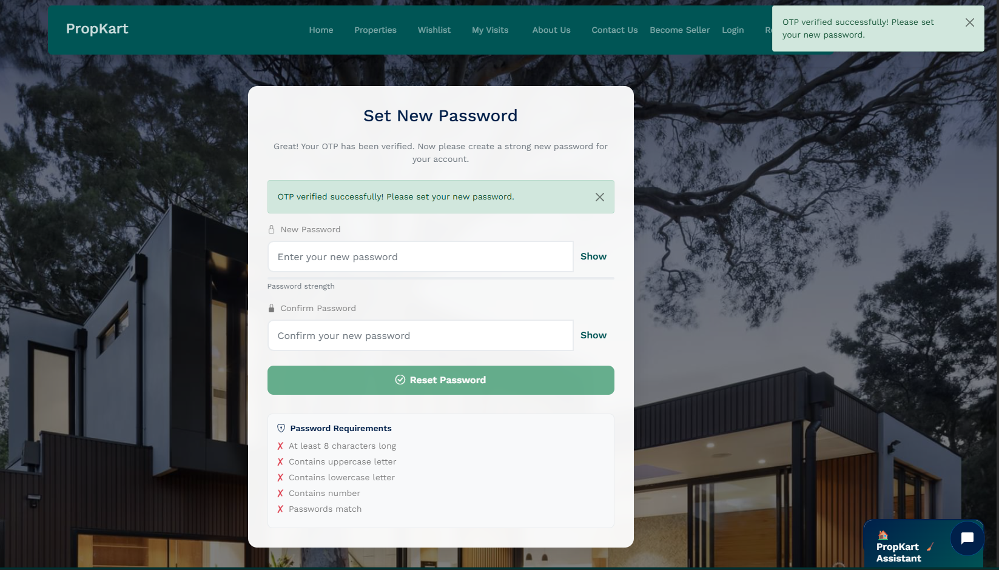 PropKart
Home Properties Wishlist My Visits About Us Contact Us Become Seller Login
OTP verified successfully! Please set
your new password.
Set New Password
Great! Your OTP has been verified. Now please create a strong new password for
your account.
OTP verified successfully! Please set your new password.
New Password
Enter your new password
Show
Password strength
Confirm Password
Confirm your new password
Show
Reset Password
Password Requirements
✗ At least 8 characters long
✗ Contains uppercase letter
✗ Contains lowercase letter
✗ Contains number
✗ Passwords match
PropKart
Assistant